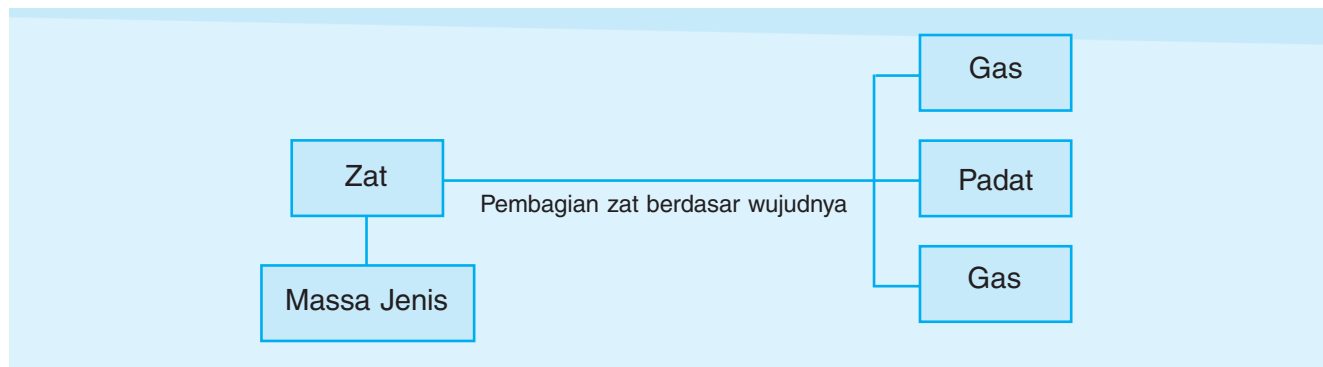 Gas
Zat
Padat
Pembagian zat berdasar wujudnya
Gas
Massa Jenis